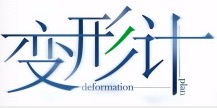 变形计
deformation
plan